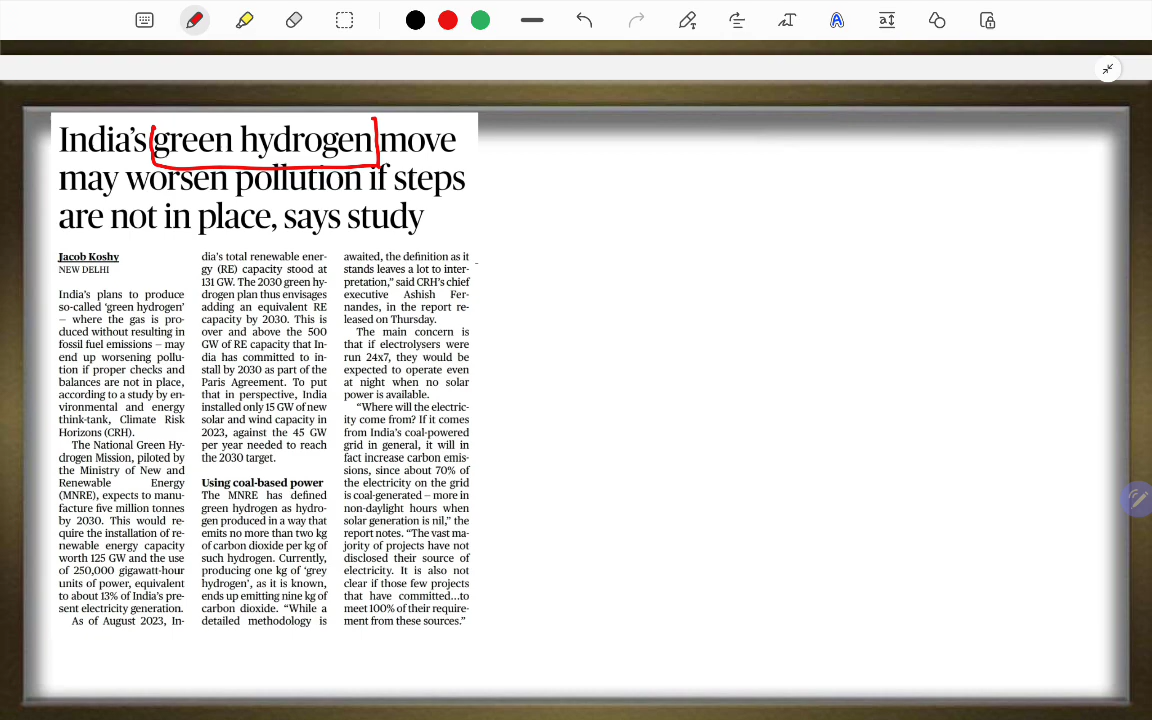 India’s green hydrogen move
may worsen pollution if steps
are not in place, says study
Jacob Koshy
NEW DELHI
India’s plans to produce
so-called ‘green hydrogen’
— where the gas is pro-
duced without resulting in
fossil fuel emissions — may
end up worsening pollu-
tion if proper checks and
balances are not in place,
according to a study by en-
vironmental and energy
think-tank, Climate Risk
Horizons (CRH).
The National Green Hy-
drogen Mission, piloted by
the Ministry of New and
Renewable Energy
(MNRE), expects to manu-
facture five million tonnes
by 2030. This would re-
quire the installation of re-
newable energy capacity
worth 125 GW and the use
of 250,000 gigawatt-hour
units of power, equivalent
to about 13% of India’s pre-
sent electricity generation.
As of August 2023, In-
dia’s total renewable ener-
gy (RE) capacity stood at
131 GW. The 2030 green hy-
drogen plan thus envisages
adding an equivalent RE
capacity by 2030. This is
over and above the 500
GW of RE capacity that In-
dia has committed to in-
stall by 2030 as part of the
Paris Agreement. To put
that in perspective, India
installed only 15 GW of new
solar and wind capacity in
2023, against the 45 GW
per year needed to reach
the 2030 target.
Using coal-based power
The MNRE has defined
green hydrogen as hydro-
gen produced in a way that
emits no more than two kg
of carbon dioxide per kg of
such hydrogen. Currently,
producing one kg of ‘grey
hydrogen’, as it is known,
ends up emitting nine kg of
carbon dioxide. “While a
detailed methodology is
awaited, the definition as it
stands leaves a lot to inter-
pretation,” said CRH’s chief
executive Ashish Fer-
nandes, in the report re-
leased on Thursday.
The main concern is
that if electrolysers were
run 24x7, they would be
expected to operate even
at night when no solar
power is available.
“Where will the electric-
ity come from? If it comes
from India’s coal-powered
grid in general, it will in
fact increase carbon emis-
sions, since about 70% of
the electricity on the grid
is coal-generated — more in
non-daylight hours when
solar generation is nil,” the
report notes. “The vast ma-
jority of projects have not
disclosed their source of
electricity. It is also not
clear if those few projects
that have committed...to
meet 100% of their require-
ment from these sources.”